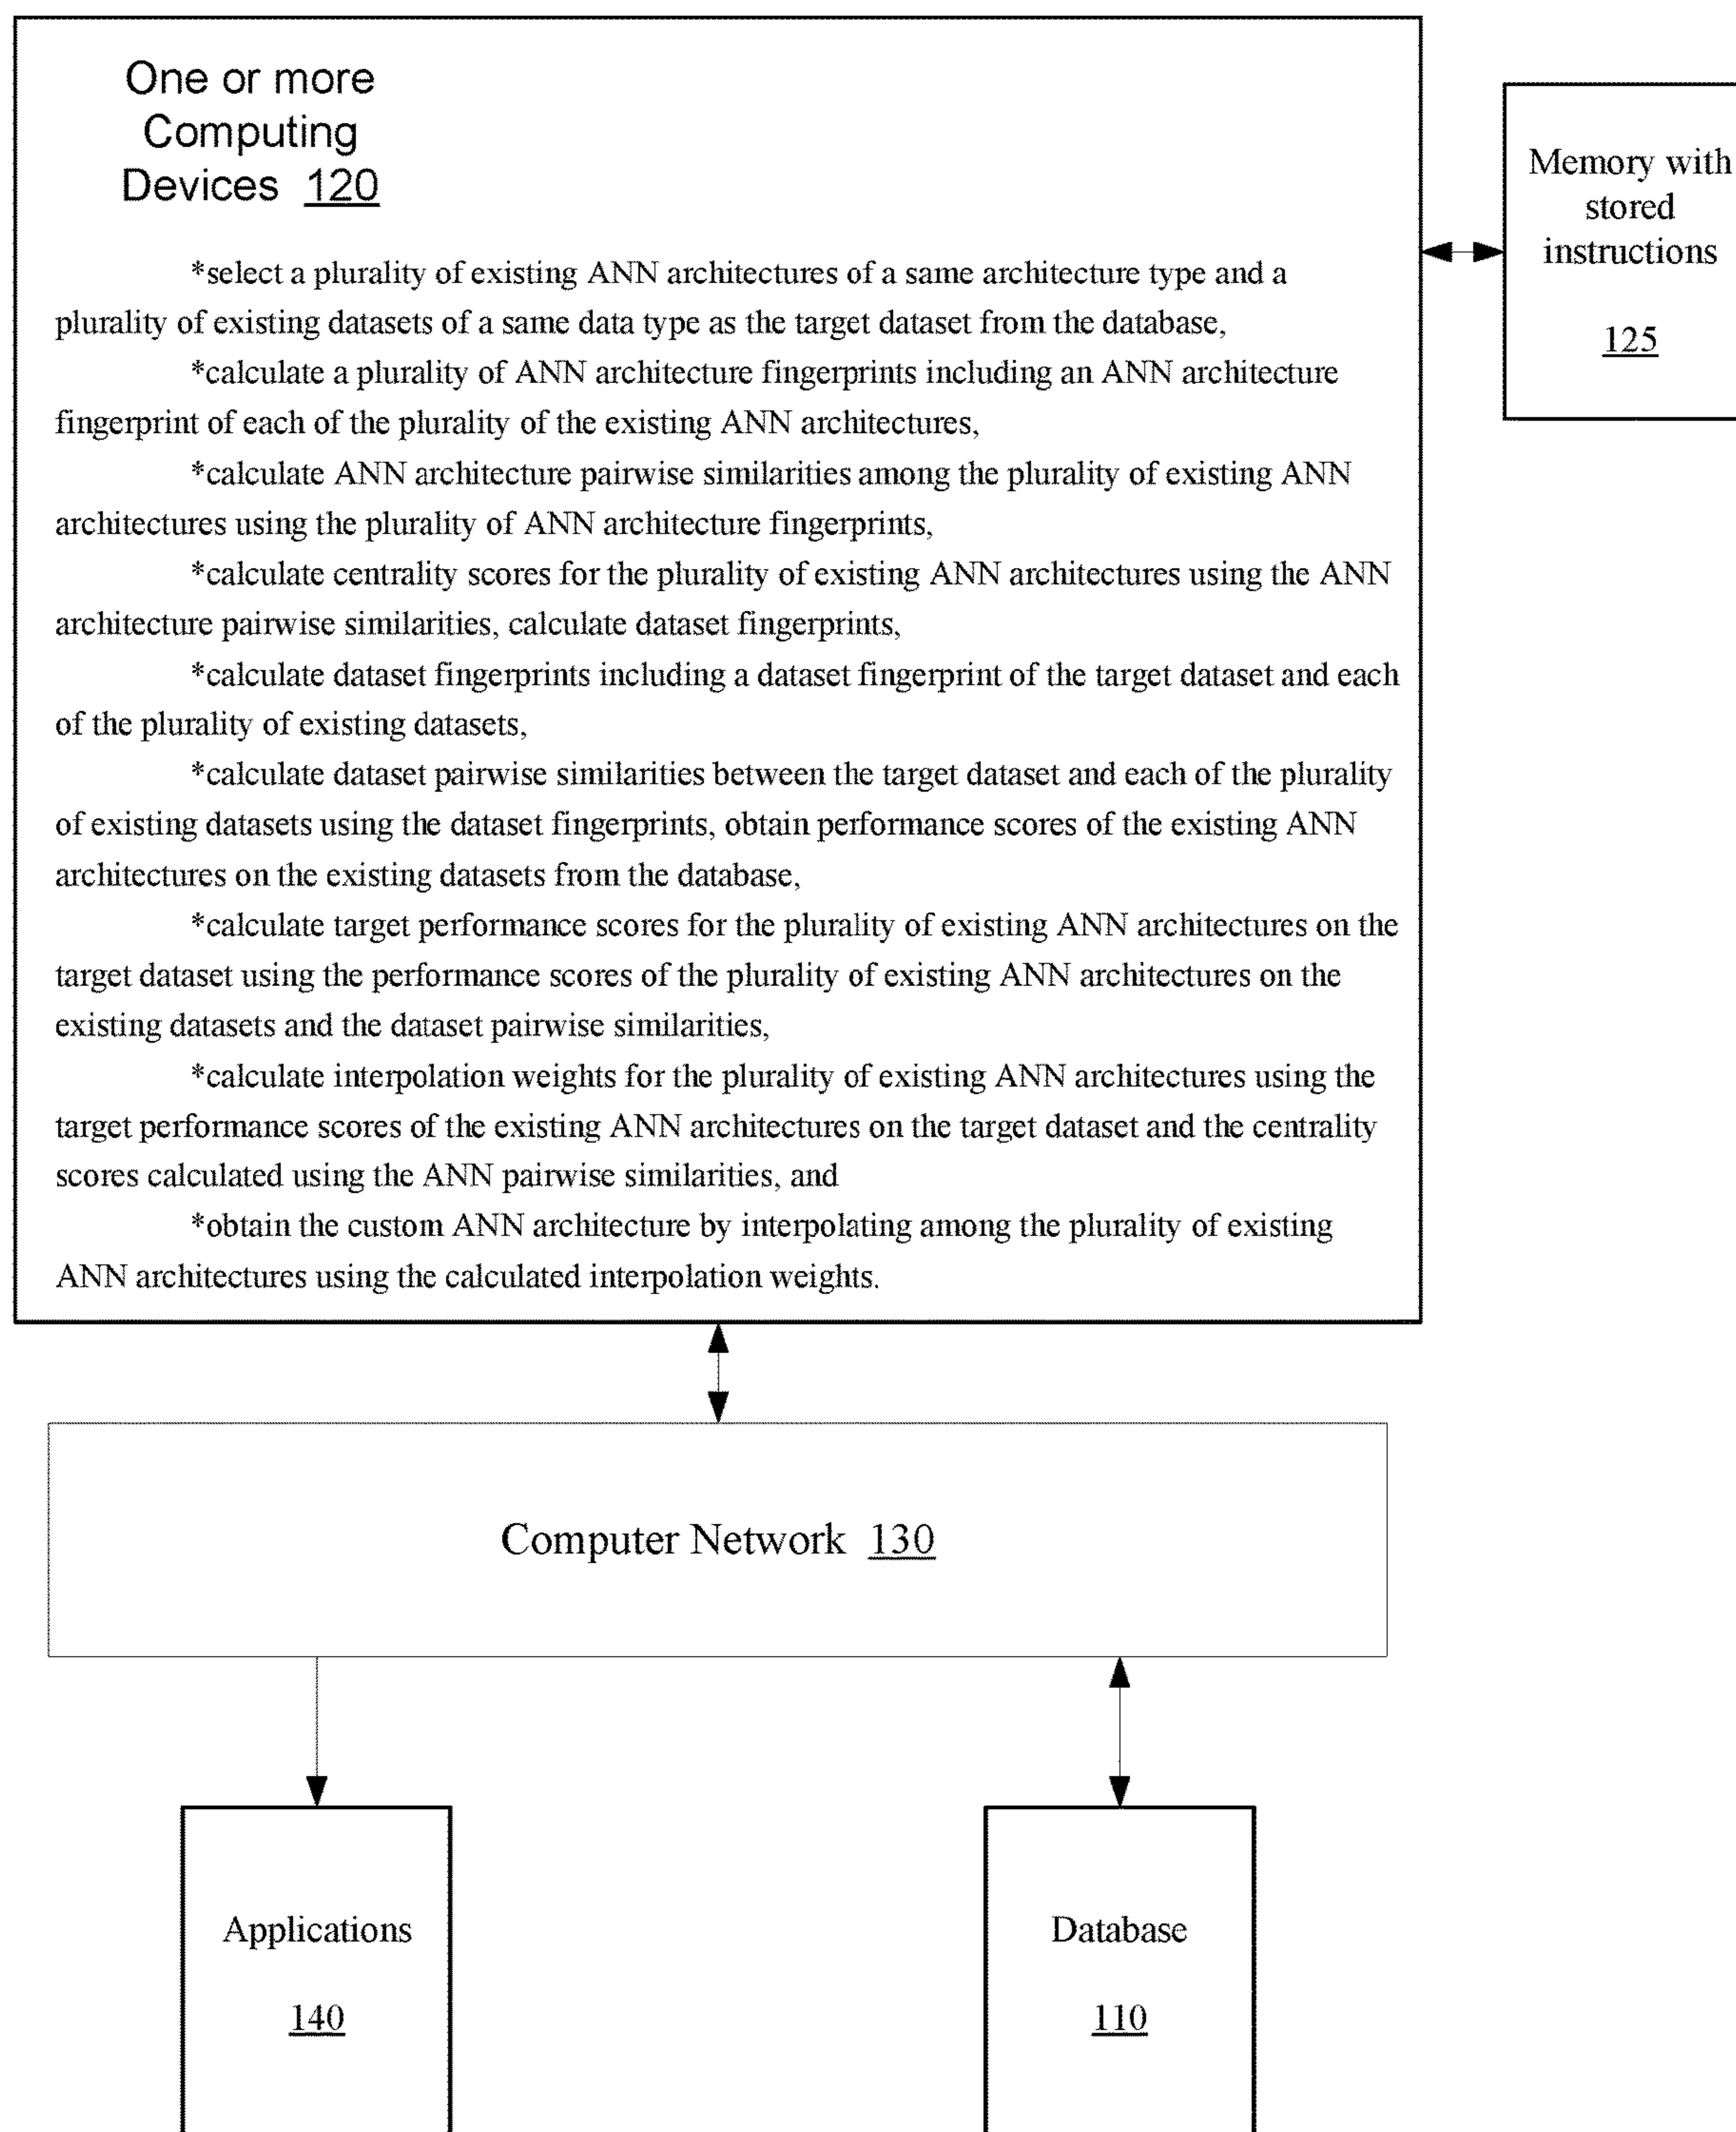 One or more
Computing
Devices 120
*select a plurality of existing ANN architectures of a same architecture type and a
plurality of existing datasets of a same data type as the target dataset from the database,
*calculate a plurality of ANN architecture fingerprints including an ANN architecture
fingerprint of each of the plurality of the existing ANN architectures,
*calculate ANN architecture pairwise similarities among the plurality of existing ANN
architectures using the plurality of ANN architecture fingerprints,
*calculate centrality scores for the plurality of existing ANN architectures using the ANN
architecture pairwise similarities, calculate dataset fingerprints,
*calculate dataset fingerprints including a dataset fingerprint of the target dataset and each
of the plurality of existing datasets,
*calculate dataset pairwise similarities between the target dataset and each of the plurality
of existing datasets using the dataset fingerprints, obtain performance scores of the existing ANN
architectures on the existing datasets from the database,
*calculate target performance scores for the plurality of existing ANN architectures on the
target dataset using the performance scores of the plurality of existing ANN architectures on the
existing datasets and the dataset pairwise similarities,
*calculate interpolation weights for the plurality of existing ANN architectures using the
target performance scores of the existing ANN architectures on the target dataset and the centrality
scores calculated using the ANN pairwise similarities, and
*obtain the custom ANN architecture by interpolating among the plurality of existing
ANN architectures using the calculated interpolation weights.
Memory with
stored
instructions
125
Computer Network 130
Applications
140
Database
110